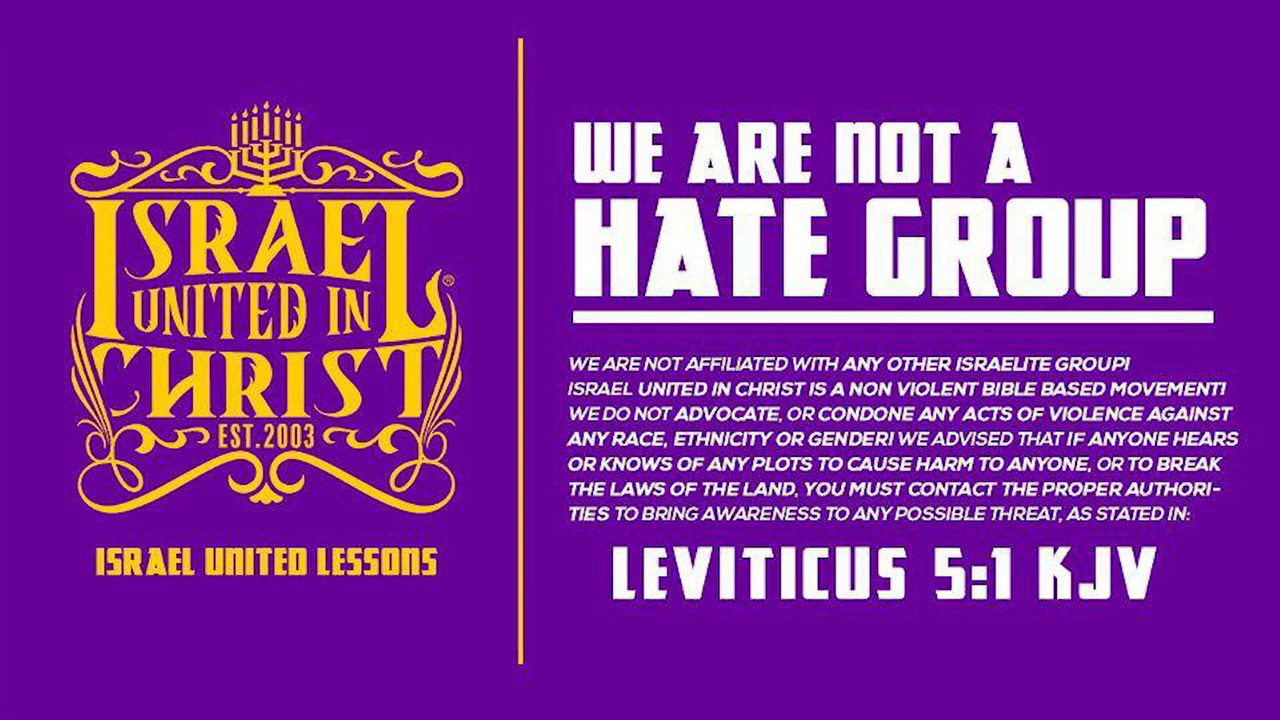 ISRAEL
UNITED IN
CHRIST
EST. 2003
ISRAEL UNITED LESSONS
WE ARE NOT A
HATE GROUP
WE ARE NOT AFFILIATED WITH ANY OTHER ISRAELITE GROUP!
ISRAEL UNITED IN CHRIST IS A NON VIOLENT BIBLE BASED MOVEMENT!
WE DO NOT ADVOCATE, OR CONDONE ANY ACTS OF VIOLENCE AGAINST
ANY RACE, ETHNICITY OR GENDER! WE ADVISED THAT IF ANYONE HEARS
OR KNOWS OF ANY PLOTS TO CAUSE HARM TO ANYONE, OR TO BREAK
THE LAWS OF THE LAND, YOU MUST CONTACT THE PROPER AUTHORI-
TIES TO BRING AWARENESS TO ANY POSSIBLE THREAT, AS STATED IN:
LEVITICUS 5:1 KJV